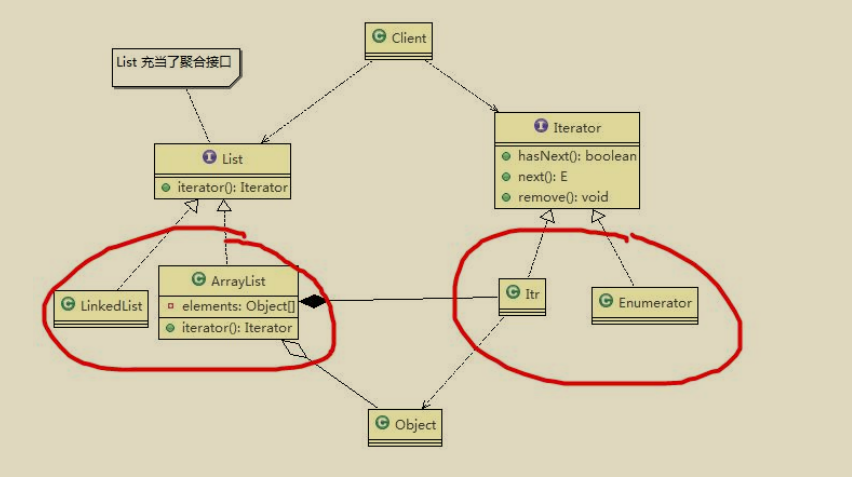 Client
List 充当了聚合接口
I Iterator
hasNext(): boolean
next(): E
remove(): void
I List
iterator(): Iterator
C ArrayList
elements: Object[]
iterator(): Iterator
C LinkedList
C Itr
C Enumerator
C Object